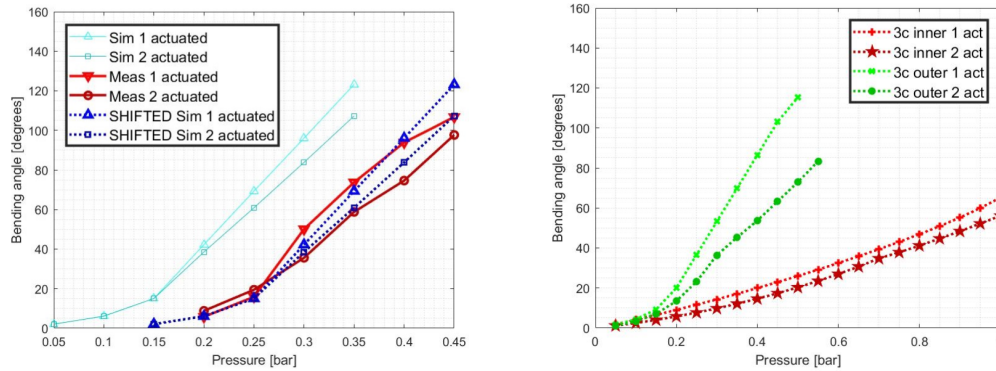 160
140
120
100
80
60
40
20
0
Bending angle [degrees]
Sim 1 actuated
Sim 2 actuated
Meas 1 actuated
Meas 2 actuated
SHIFTED Sim 1 actuated
SHIFTED Sim 2 actuated
0.05 0.1 0.15 0.2 0.25 0.3 0.35 0.4 0.45
Pressure [bar]
160
140
120
100
80
60
40
20
0
Bending angle [degrees]
3c inner 1 act
3c inner 2 act
3c outer 1 act
3c outer 2 act
0 0.2 0.4 0.6 0.8
Pressure [bar]